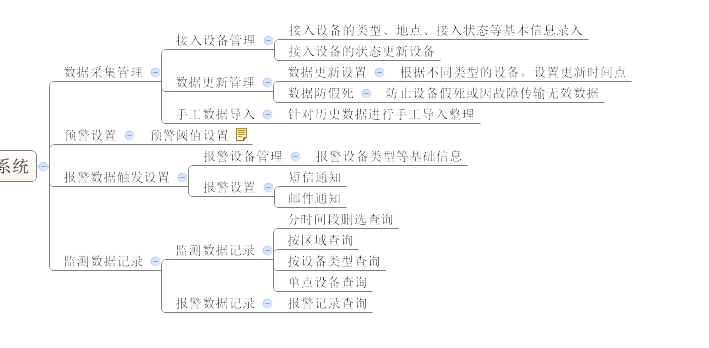 接入设备的类型、地点、接入状态等基本信息录入
接入设备管理
接入设备的状态更新设备
数据采集管理
数据更新设置 根据不同类型的设备。设置更新时间点
数据更新管理
数据防假死 防止设备假死或因故障传输无效数据
手工数据导入 针对历史数据进行手工导入整理
预警设置 预警阈值设置
报警设备管理 报警设备类型等基础信息
系统
报警数据触发设置
短信通知
报警设置
邮件通知
分时间段删选查询
按区域查询
监测数据记录
监测数据记录
按设备类型查询
单点设备查询
报警数据记录 报警记录查询